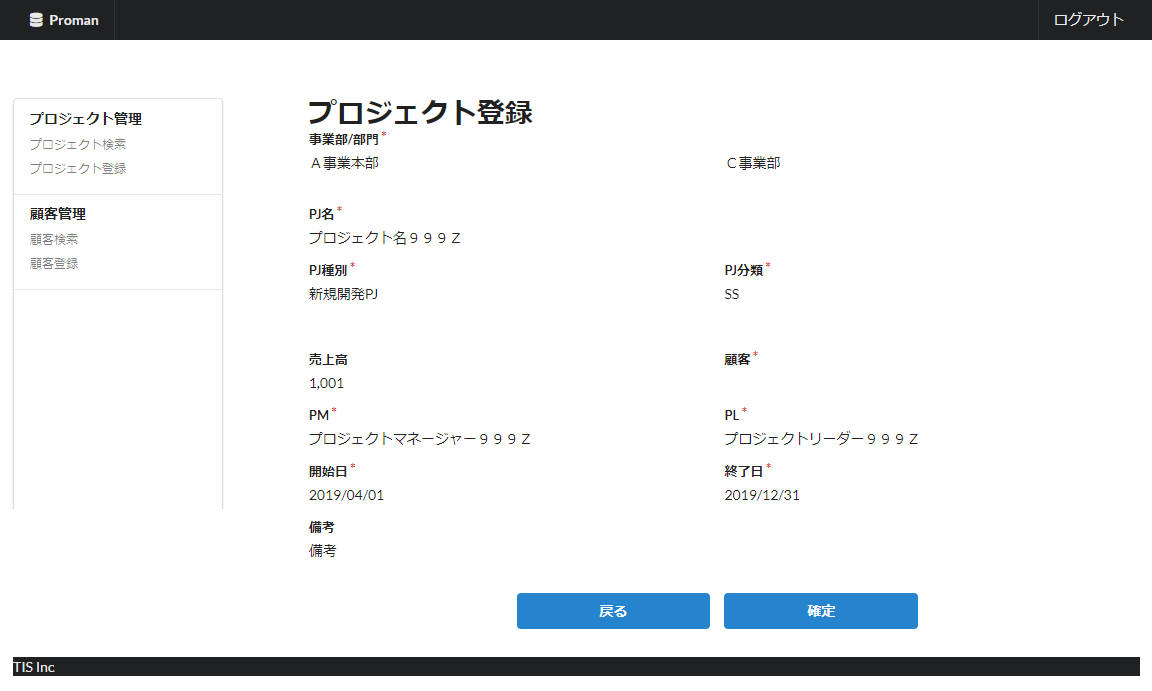 Proman
ログアウト
プロジェクト管理
プロジェクト検索
プロジェクト登録
顧客管理
顧客検索
顧客登録
プロジェクト登録
事業部/部門*
Ａ事業本部 Ｃ事業部
PJ名*
プロジェクト名９９９Ｚ
PJ種別* PJ分類*
新規開発PJ SS
売上高 顧客*
1,001
PM* PL*
プロジェクトマネージャー９９９Ｚ プロジェクトリーダー９９９Ｚ
開始日* 終了日*
2019/04/01 2019/12/31
備考
備考
戻る 確定
TIS Inc